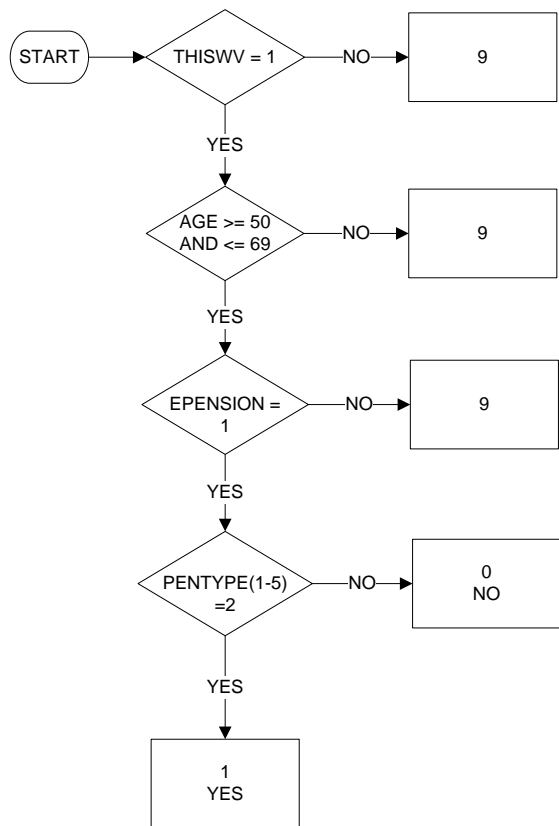 START
THISWV = 1
NO
9
YES
AGE >= 50
AND <= 69
NO
9
YES
EPENSION =
1
NO
9
YES
PENTYPE(1-5)
=2
NO
0
NO
YES
1
YES